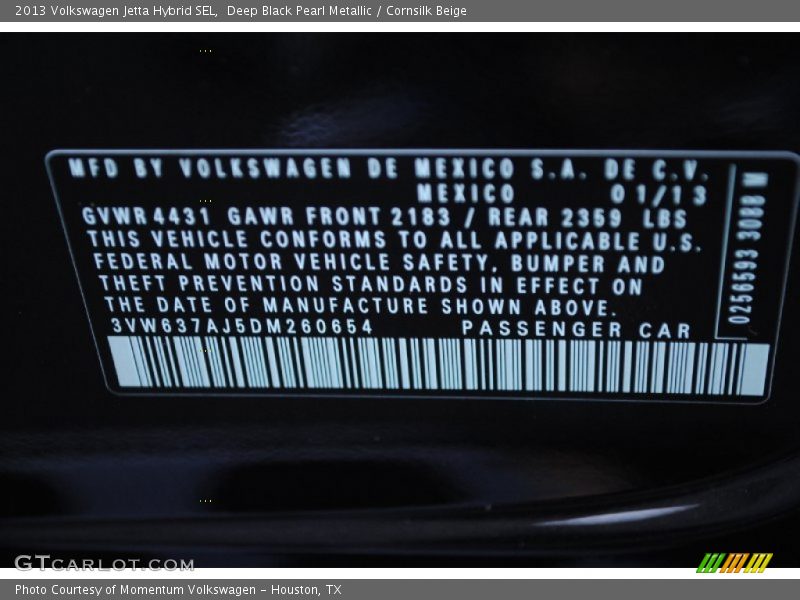 2013 Volkswagen Jetta Hybrid SEL,  Deep Black Pearl Metallic / Cornsilk Beige
MFD BY VOLKSWAGEN DE MEXICO S.A. DE C.V.
MEXICO 01/13
GVWR 4431 GAWR FRONT 2183 / REAR 2359 LBS
THIS VEHICLE CONFORMS TO ALL APPLICABLE U.S.
FEDERAL MOTOR VEHICLE SAFETY, BUMPER AND
THEFT PREVENTION STANDARDS IN EFFECT ON
THE DATE OF MANUFACTURE SHOWN ABOVE.
3VW637AJ5DM260654 PASSENGER CAR
0256593 3088 M
GTCARLOT.COM
Photo Courtesy of Momentum Volkswagen - Houston, TX